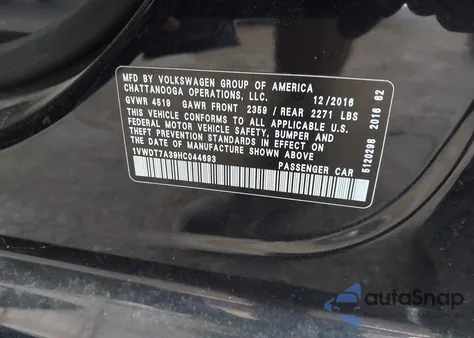 MFD BY VOLKSWAGEN GROUP OF AMERICA
CHATTANOOGA OPERATIONS, LLC. 12/2016
GVWR 4519 GAWR FRONT 2359 / REAR 2271 LBS
THIS VEHICLE CONFORMS TO ALL APPLICABLE U.S.
FEDERAL MOTOR VEHICLE SAFETY, BUMPER AND
THEFT PREVENTION STANDARDS IN EFFECT ON
THE DATE OF MANUFACTURE SHOWN ABOVE
1VWDT7A39HC044693 PASSENGER CAR
5120298 2016 62
autoSnap